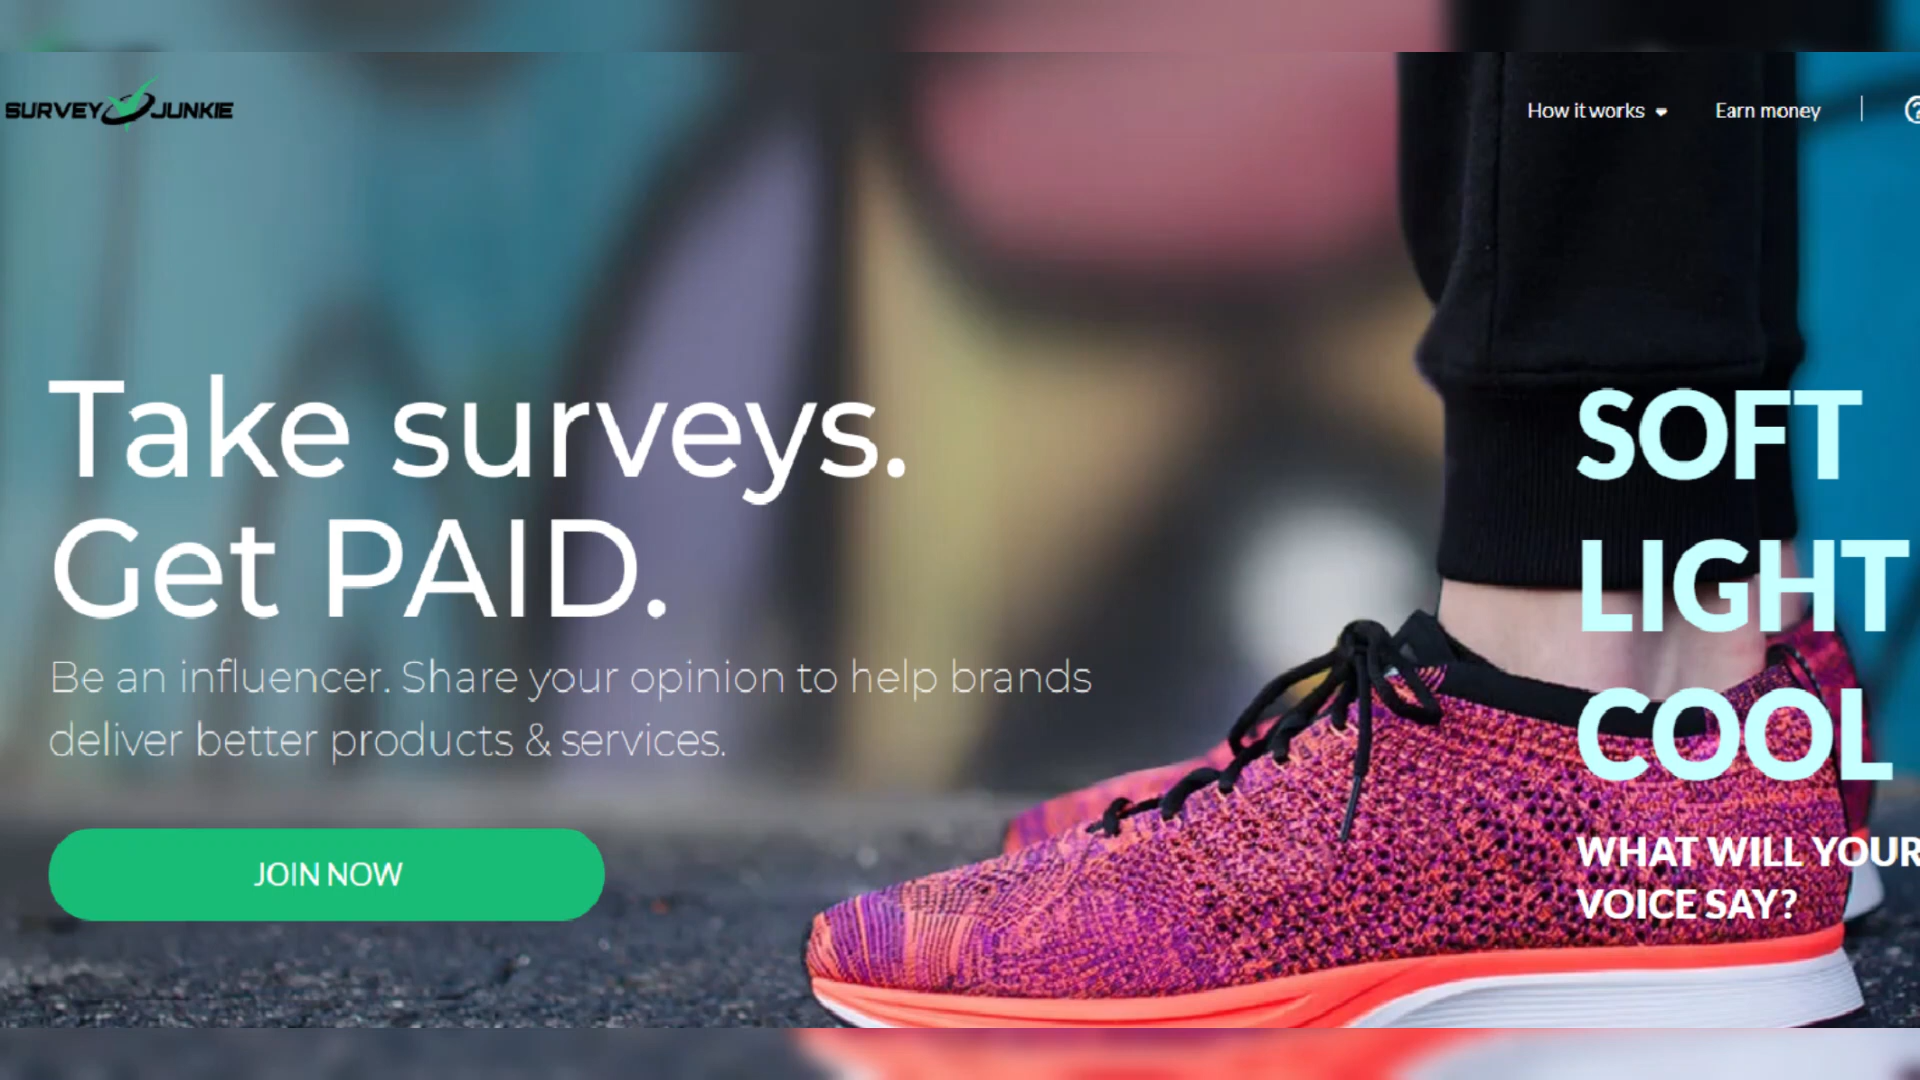 SURVEY JUNKIE
How it works
Earn money
Take surveys.
Get PAID.
Be an influencer. Share your opinion to help brands
deliver better products & services.
JOIN NOW
SOFT
LIGHT
COOL
WHAT WILL YOUR
VOICE SAY?